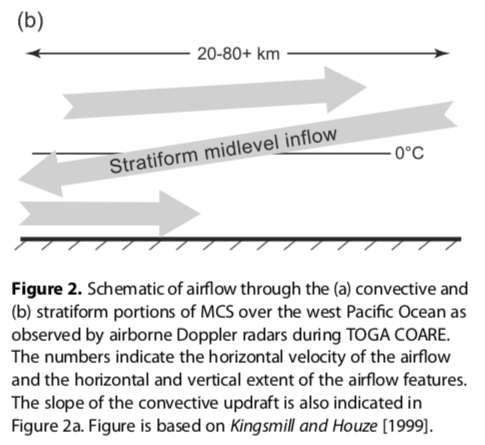 (b)
20-80+ km
Stratiform midlevel inflow
0°C
Figure 2. Schematic of airflow through the (a) convective and
(b) stratiform portions of MCS over the west Pacific Ocean as
observed by airborne Doppler radars during TOGA COARE.
The numbers indicate the horizontal velocity of the airflow
and the horizontal and vertical extent of the airflow features.
The slope of the convective updraft is also indicated in
Figure 2a. Figure is based on Kingsmill and Houze [1999].